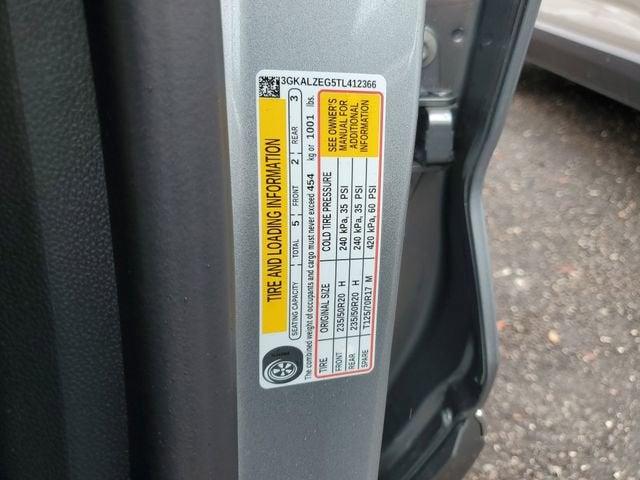 3GKALZEG5TL412366
TIRE AND LOADING INFORMATION
SEATING CAPACITY TOTAL 5 FRONT 2 REAR 3
The combined weight of occupants and cargo must never exceed 454 kg or 1001 lbs.
TIRE ORIGINAL SIZE COLD TIRE PRESSURE
FRONT 235/50R20 H 240 kPa, 35 PSI
REAR 235/50R20 H 240 kPa, 35 PSI
SPARE T125/70R17 M 420 kPa, 60 PSI
SEE OWNER'S
MANUAL FOR
ADDITIONAL
INFORMATION